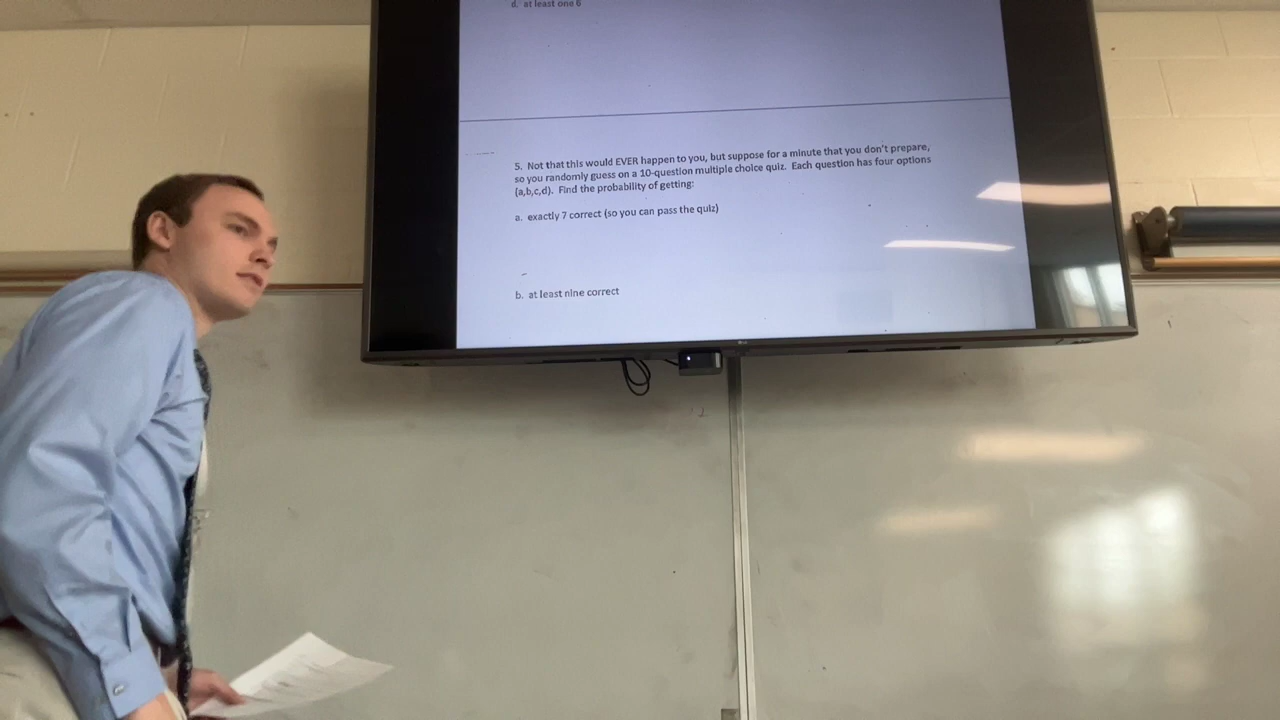 d. at least one 6
5. Not that this would EVER happen to you, but suppose for a minute that you don't prepare,
so you randomly guess on a 10-question multiple choice quiz. Each question has four options
(a,b,c,d). Find the probability of getting:
a. exactly 7 correct (so you can pass the quiz)
b. at least nine correct